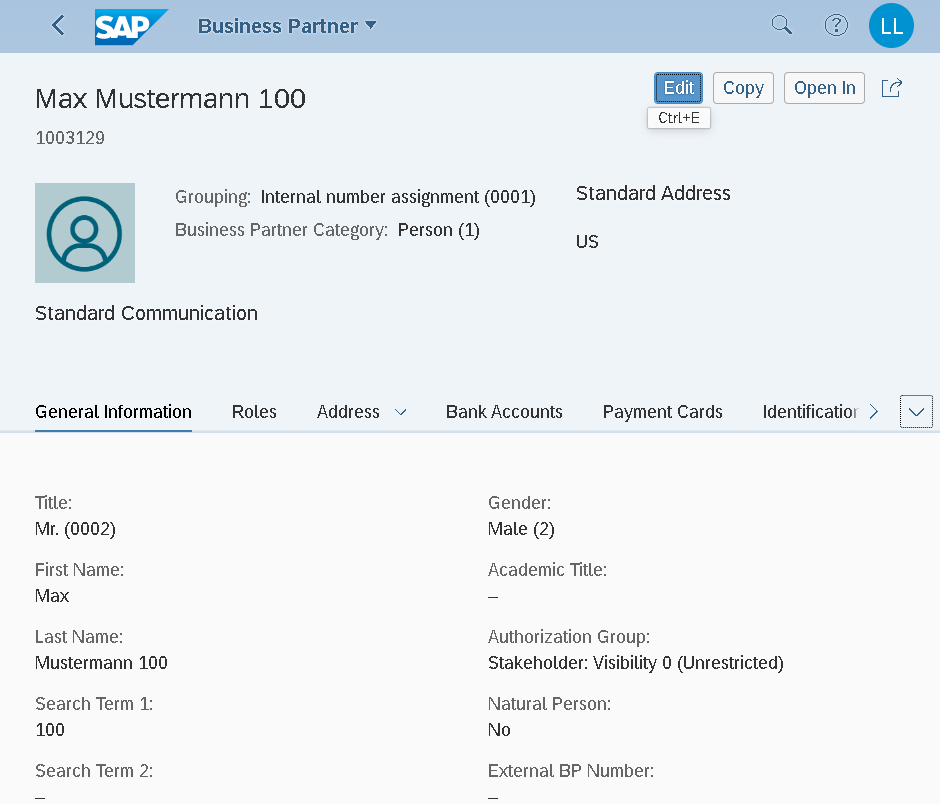 SAP Business Partner ? LL
Max Mustermann 100
Edit Copy Open In
Ctrl+E
1003129
Grouping: Internal number assignment (0001)
Business Partner Category: Person (1)
Standard Address
US
Standard Communication
General Information Roles Address Bank Accounts Payment Cards Identification
Title:
Mr. (0002)
Gender:
Male (2)
First Name:
Max
Academic Title:
–
Last Name:
Mustermann 100
Authorization Group:
Stakeholder: Visibility 0 (Unrestricted)
Search Term 1:
100
Natural Person:
No
Search Term 2:
–
External BP Number:
–